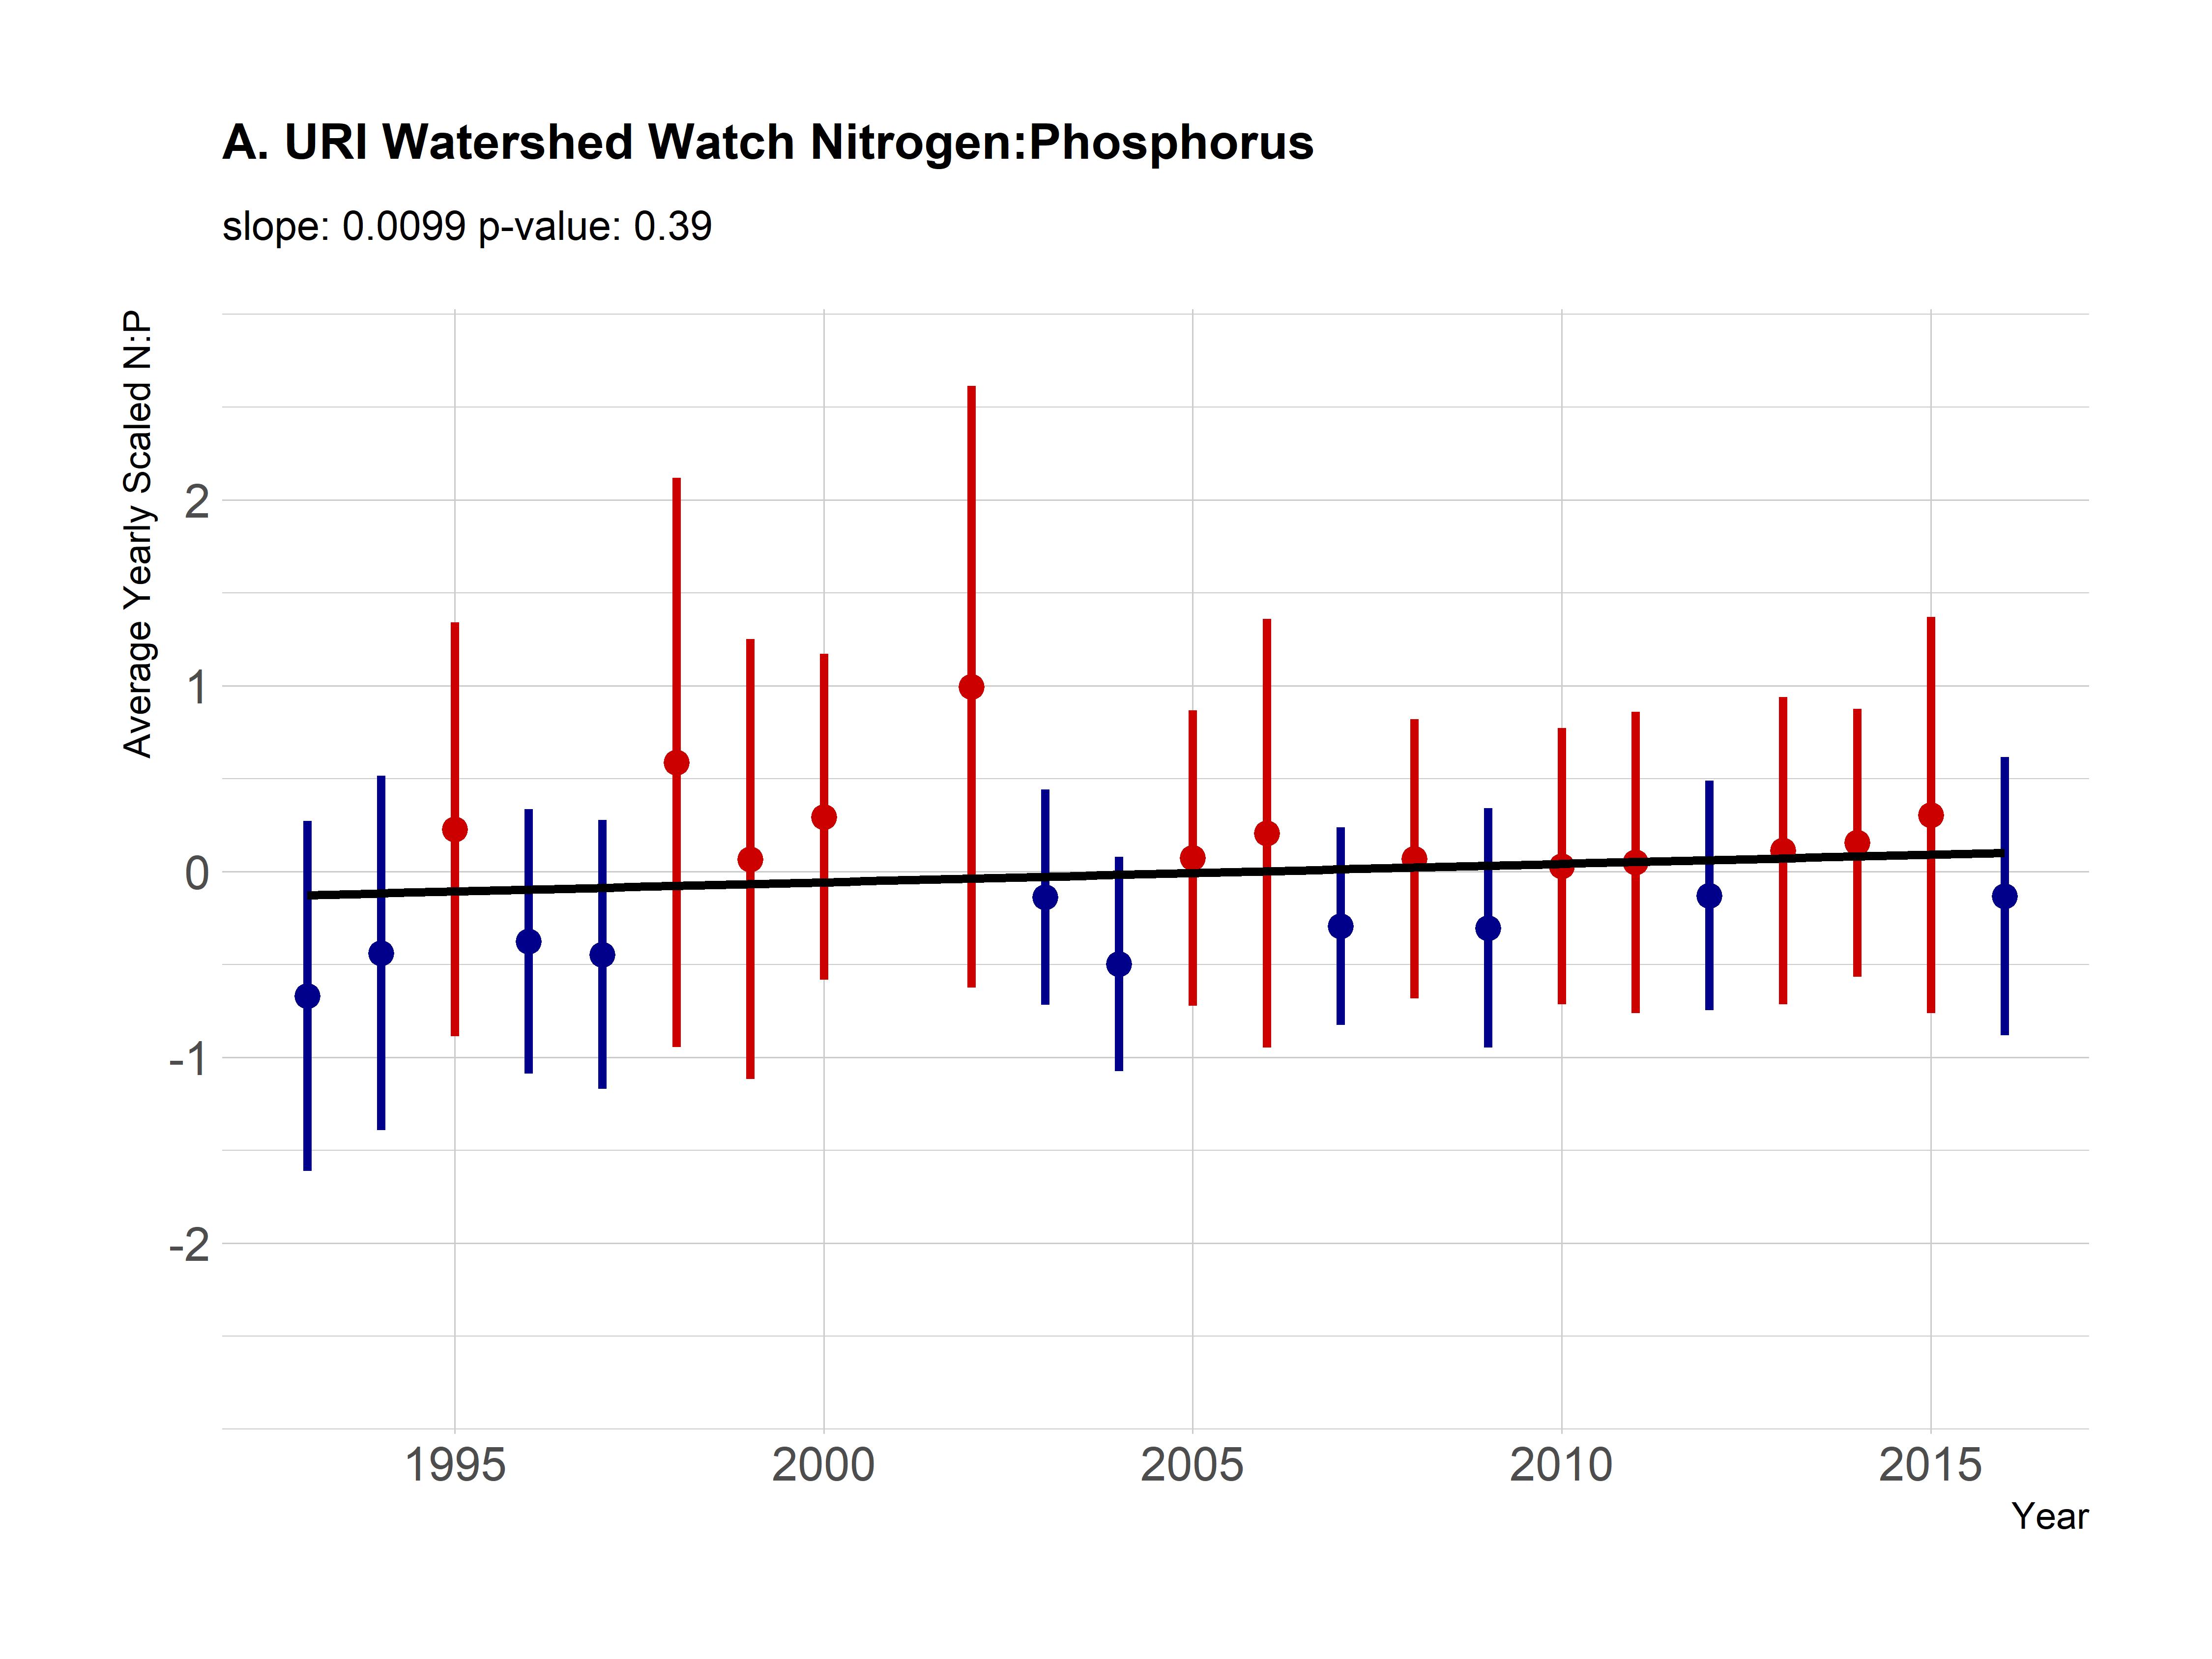 A. URI Watershed Watch Nitrogen:Phosphorus
slope: 0.0099 p-value: 0.39
Average Yearly Scaled N:P
2
1
0
-1
-2
1995 2000 2005 2010 2015
Year